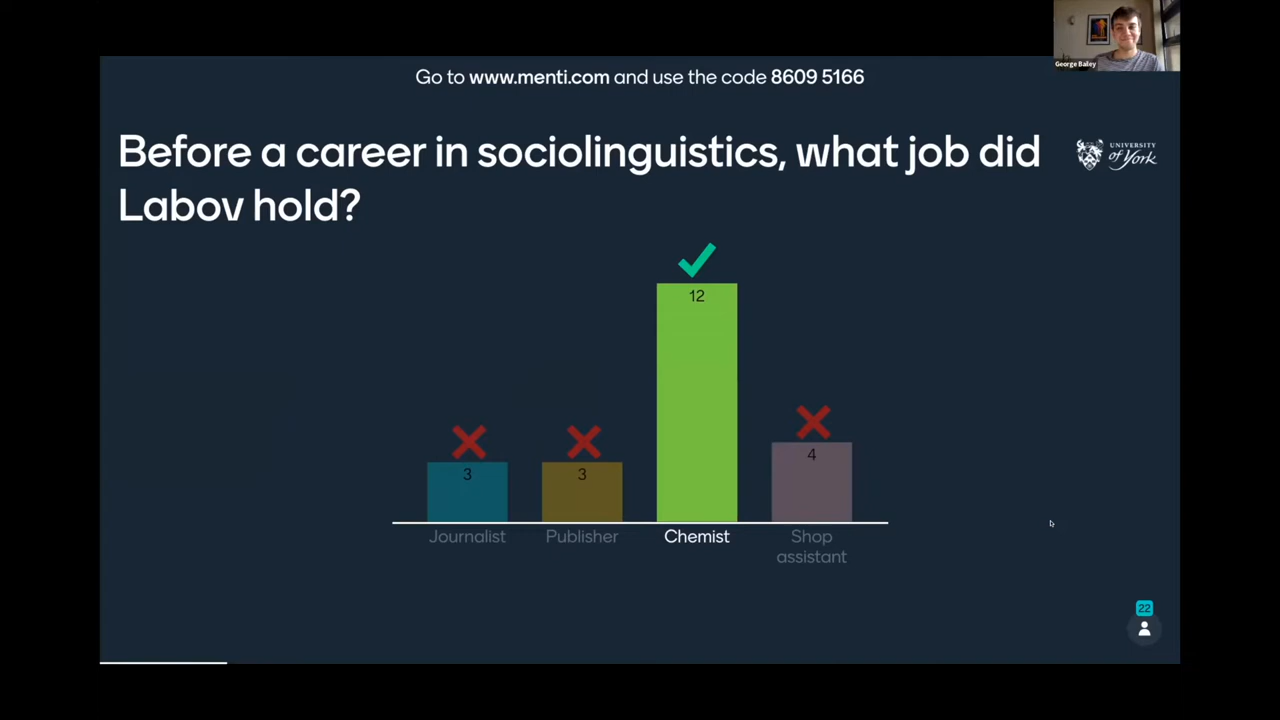 George Bailey
Go to www.menti.com and use the code 8609 5166
Before a career in sociolinguistics, what job did
Labov hold?
UNIVERSITY
of York
12
3
3
4
Journalist
Publisher
Chemist
Shop
assistant
22